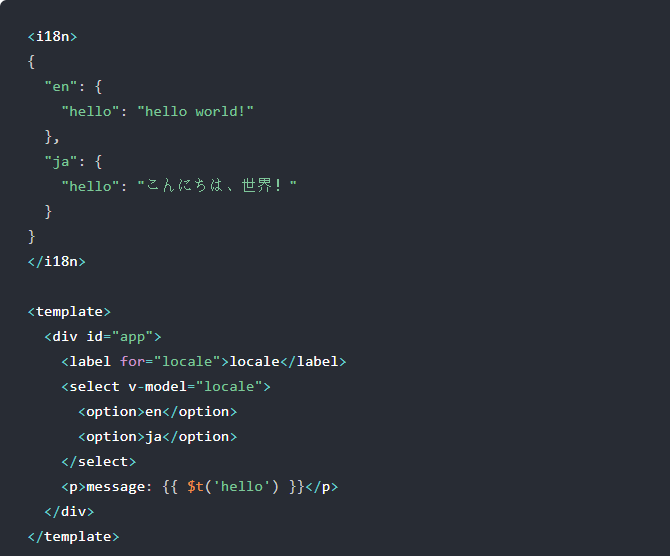 <i18n>
{
  "en": {
    "hello": "hello world!"
  },
  "ja": {
    "hello": "こんにちは、世界！"
  }
}
</i18n>

<template>
  <div id="app">
    <label for="locale">locale</label>
    <select v-model="locale">
      <option>en</option>
      <option>ja</option>
    </select>
    <p>message: {{ $t('hello') }}</p>
  </div>
</template>